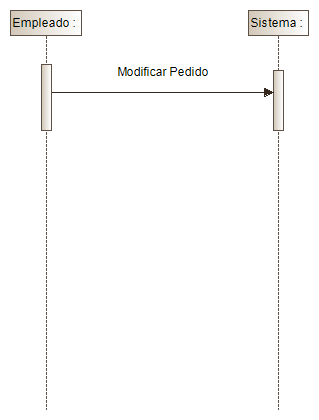 Empleado :
Sistema :
Modificar Pedido